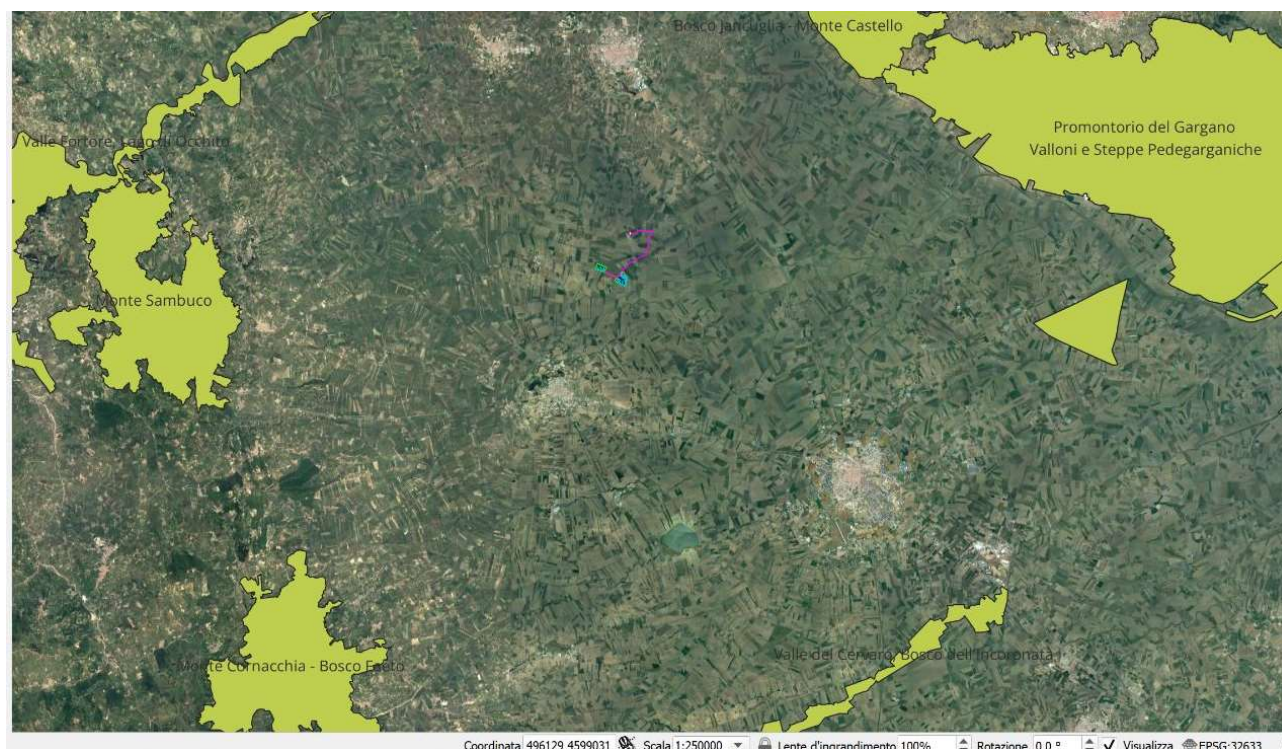 Bosco Jancuglia - Monte Castello
Promontorio del Gargano
Valloni e Steppe Pedegarganiche
Valle Fortore, Lago di Occhito
Monte Sambuco
Monte Cornacchia - Bosco Faeto
Valle del Cervaro, Bosco dell'Incoronata
Coordinata 496129 4599031 Scala 1:250000 Lente d'ingrandimento 100% Rotazione 0,0 ° Visualizza EPSG:32633